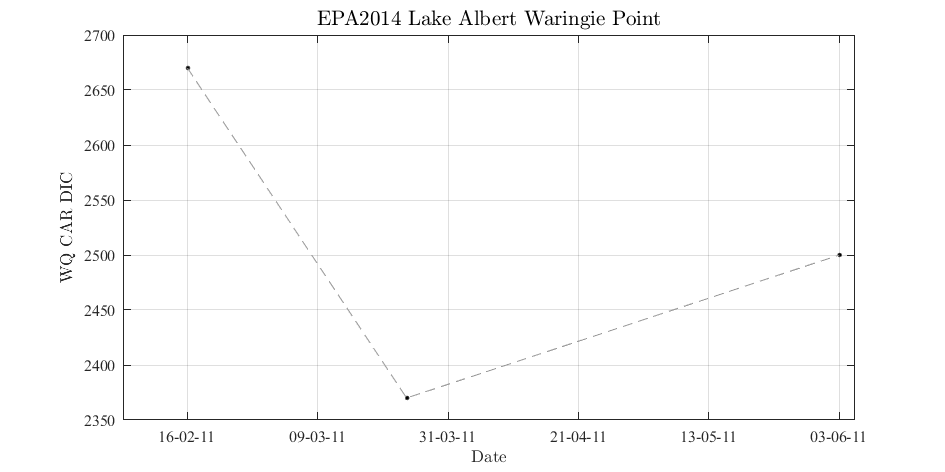 EPA2014 Lake Albert Waringie Point
2700
2650
2600
2550
2500
2450
2400
2350
WQ CAR DIC
16-02-11 09-03-11 31-03-11 21-04-11 13-05-11 03-06-11
Date